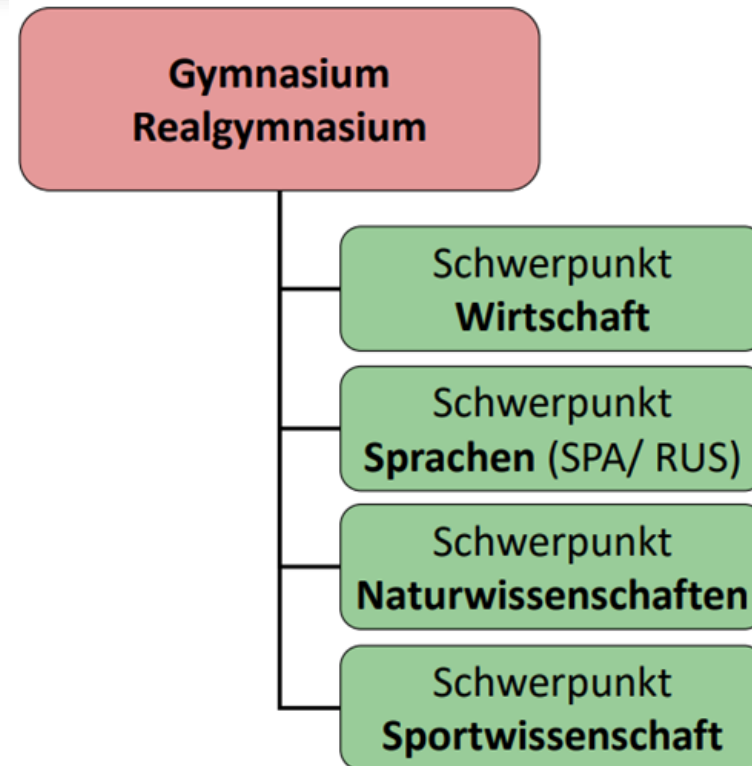 Gymnasium
Realgymnasium
Schwerpunkt
Wirtschaft
Schwerpunkt
Sprachen (SPA/ RUS)
Schwerpunkt
Naturwissenschaften
Schwerpunkt
Sportwissenschaft